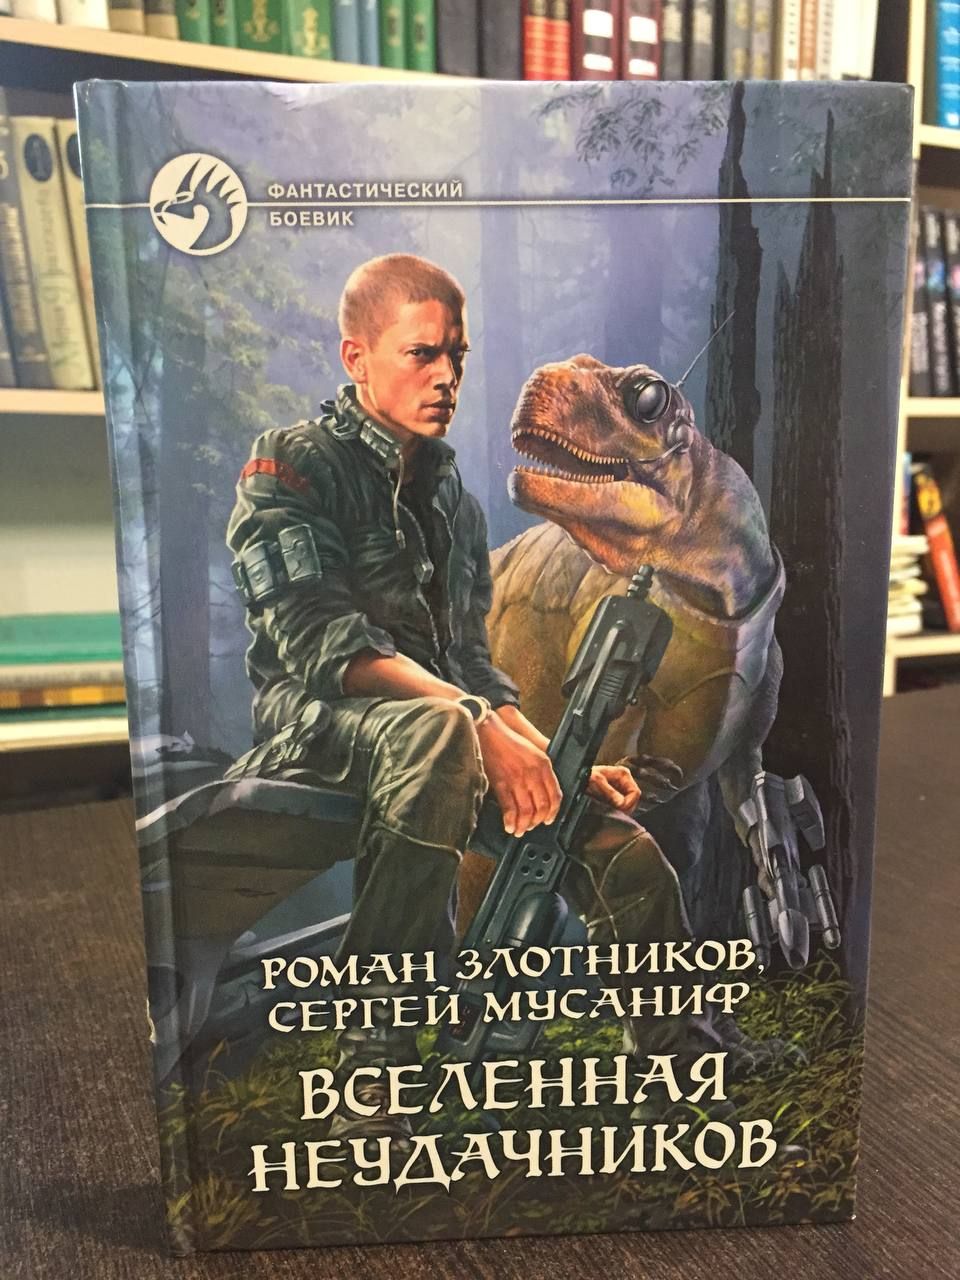 ФАНТАСТИЧЕСКИЙ
БОЕВИК
РОМАН ЗЛОТНИКОВ,
СЕРГЕЙ МУСАНИФ
ВСЕЛЕННАЯ
НЕУДАЧНИКОВ